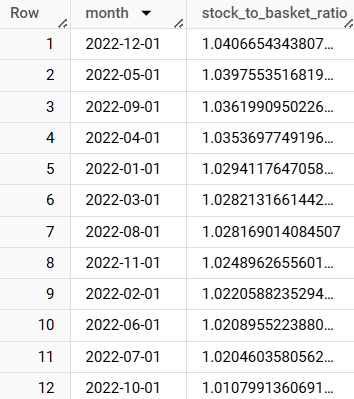 Row month stock_to_basket_ratio
1 2022-12-01 1.0406654343807...
2 2022-05-01 1.0397553516819...
3 2022-09-01 1.0361990950226...
4 2022-04-01 1.0353697749196...
5 2022-01-01 1.0294117647058...
6 2022-03-01 1.0282131661442...
7 2022-08-01 1.028169014084507
8 2022-11-01 1.0248962655601...
9 2022-02-01 1.0220588235294...
10 2022-06-01 1.0208955223880...
11 2022-07-01 1.0204603580562...
12 2022-10-01 1.0107991360691...